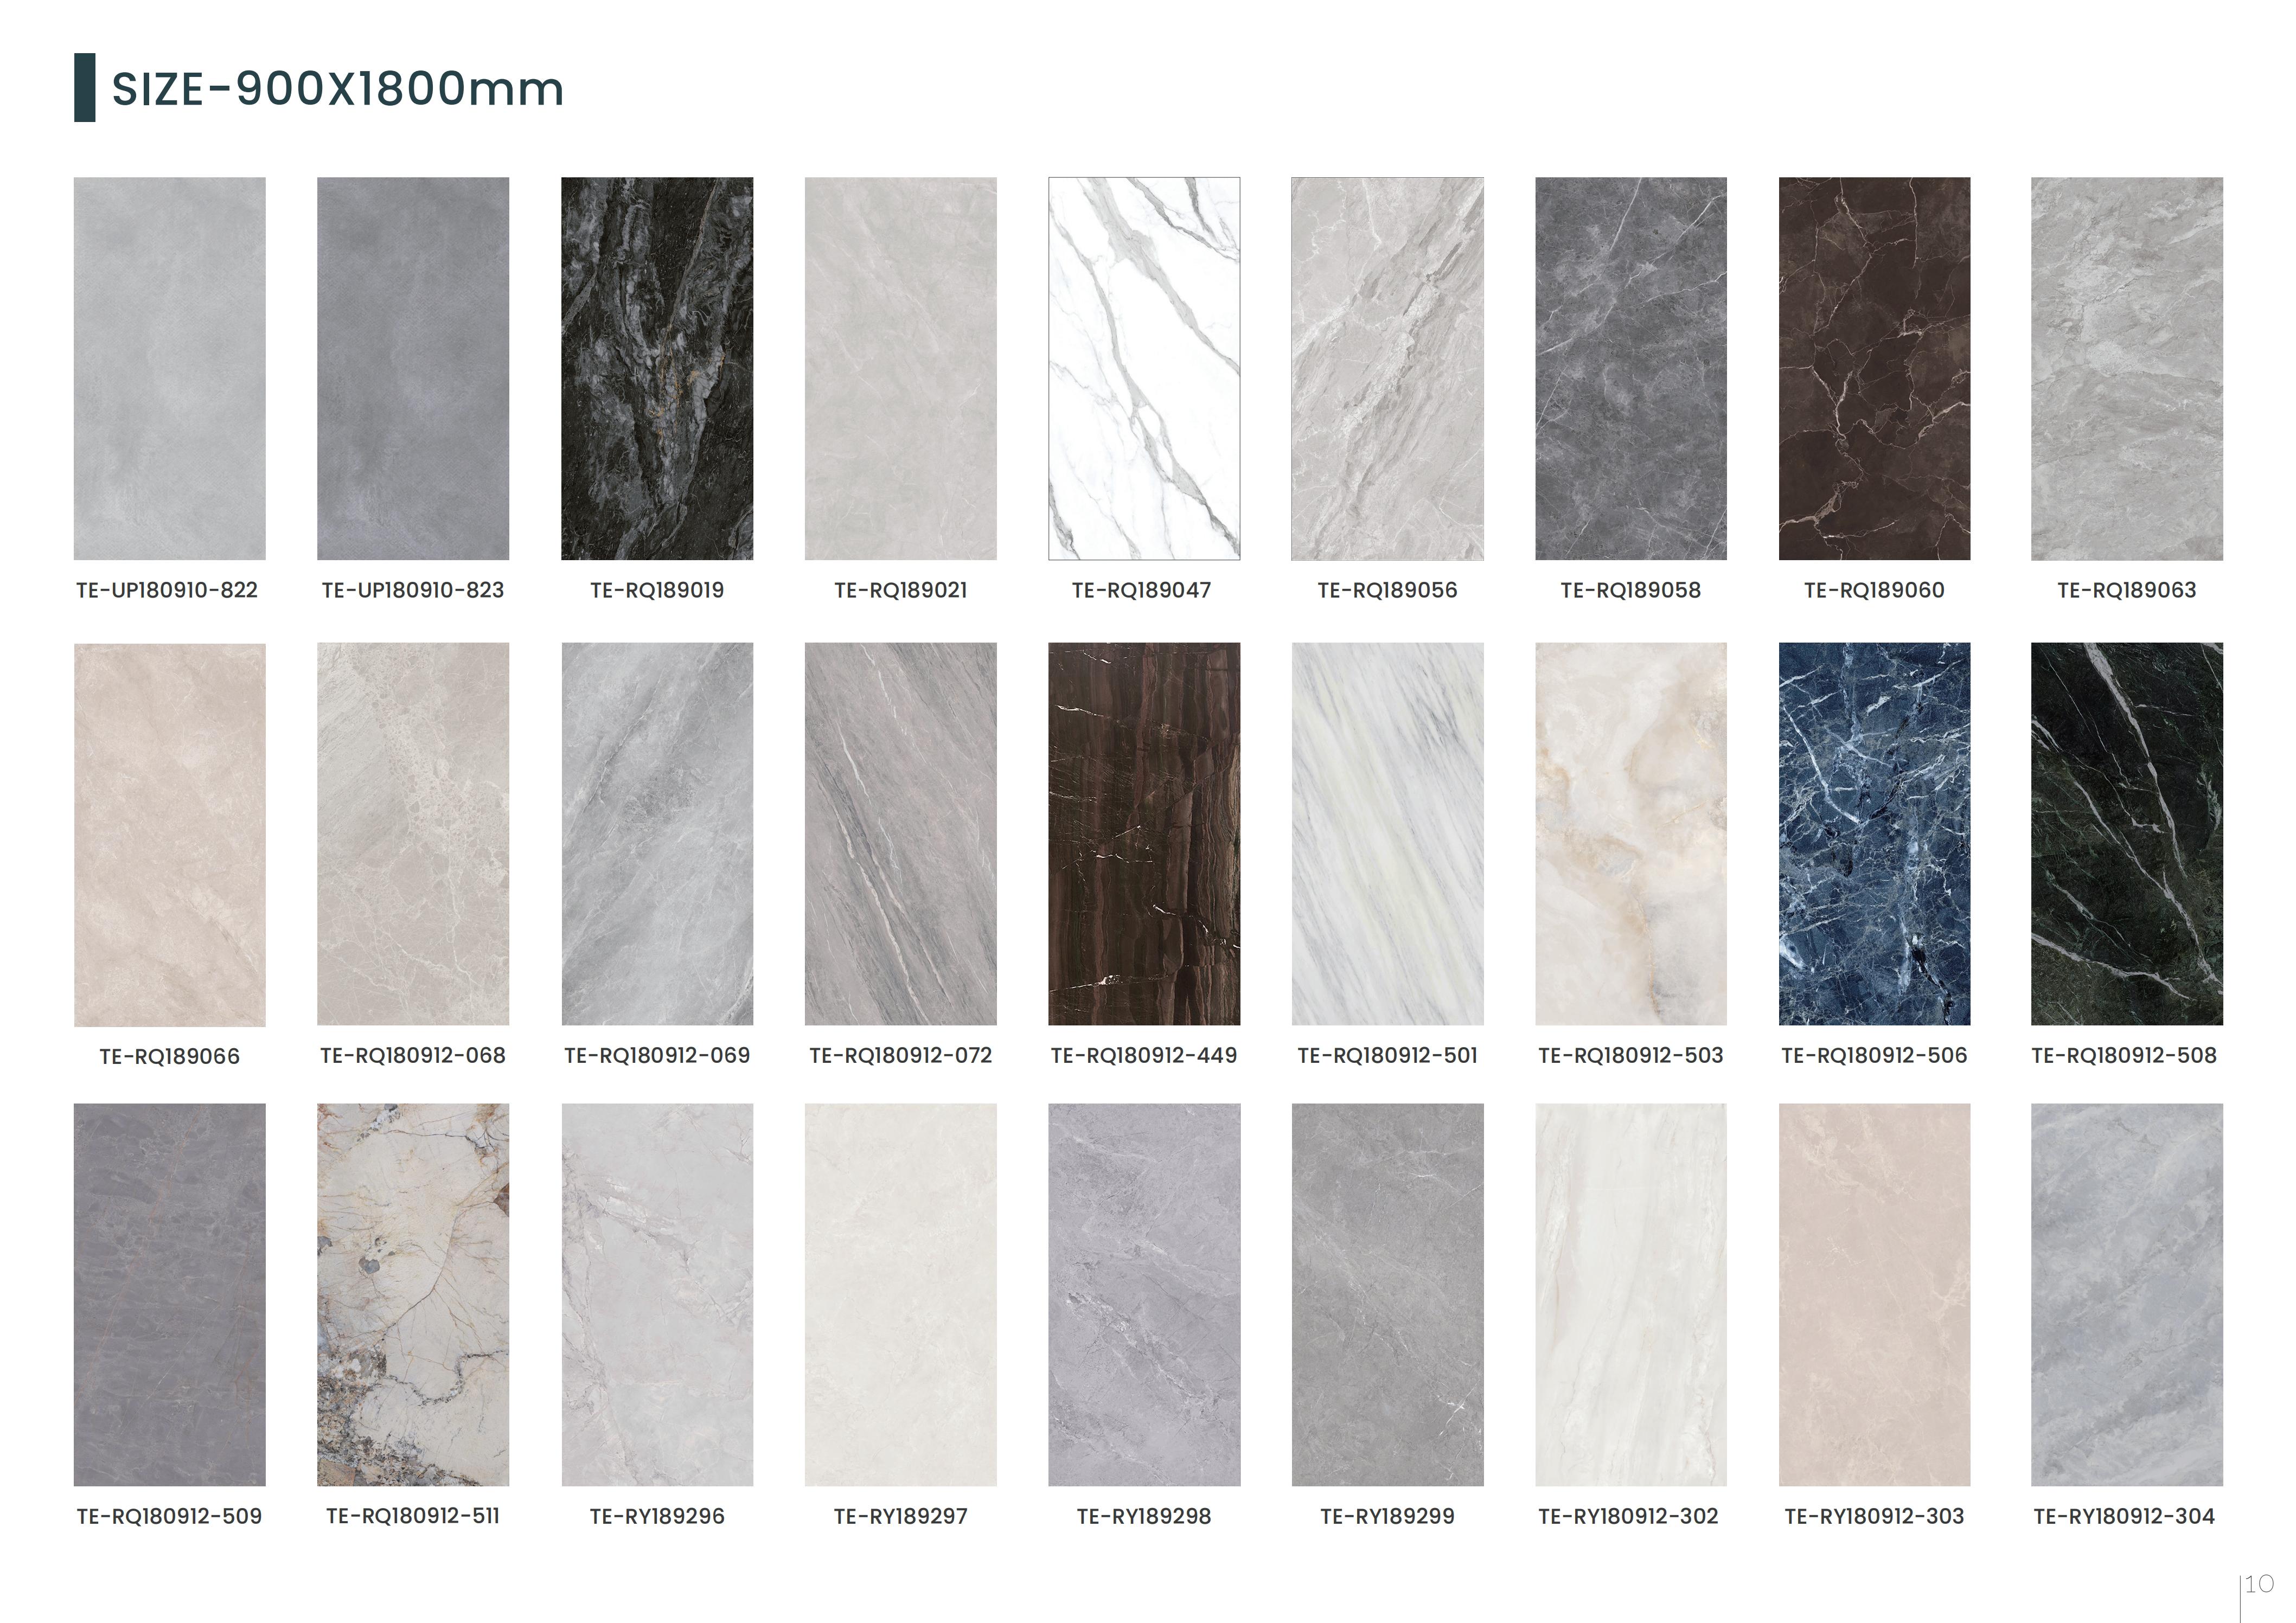 SIZE-900X1800mm
TE-UP180910-822
TE-UP180910-823
TE-RQ189019
TE-RQ189021
TE-RQ189047
TE-RQ189056
TE-RQ189058
TE-RQ189060
TE-RQ189063
TE-RQ189066
TE-RQ180912-068
TE-RQ180912-069
TE-RQ180912-072
TE-RQ180912-449
TE-RQ180912-501
TE-RQ180912-503
TE-RQ180912-506
TE-RQ180912-508
TE-RQ180912-509
TE-RQ180912-511
TE-RY189296
TE-RY189297
TE-RY189298
TE-RY189299
TE-RY180912-302
TE-RY180912-303
TE-RY180912-304
10